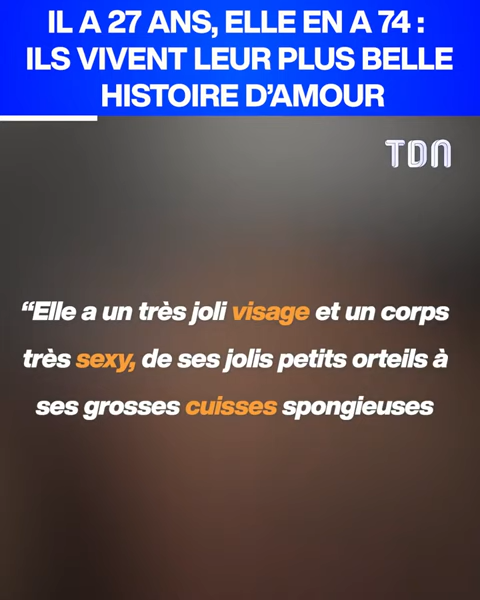 IL A 27 ANS, ELLE EN A 74 :
ILS VIVENT LEUR PLUS BELLE
HISTOIRE D'AMOUR
TDN
“Elle a un très joli visage et un corps
très sexy, de ses jolis petits orteils à
ses grosses cuisses spongieuses